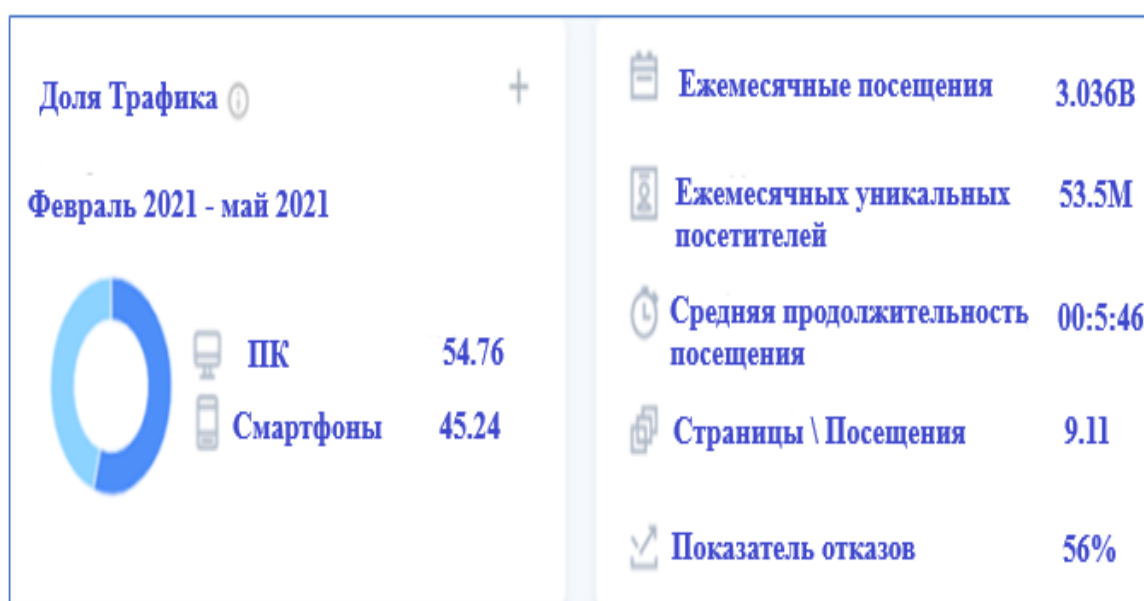 Доля Трафика
Февраль 2021 - май 2021
ПК 54.76
Смартфоны 45.24
Ежемесячные посещения 3.036B
Ежемесячных уникальных 53.5M
посетителей
Средняя продолжительность 00:5:46
посещения
Страницы \ Посещения 9.11
Показатель отказов 56%